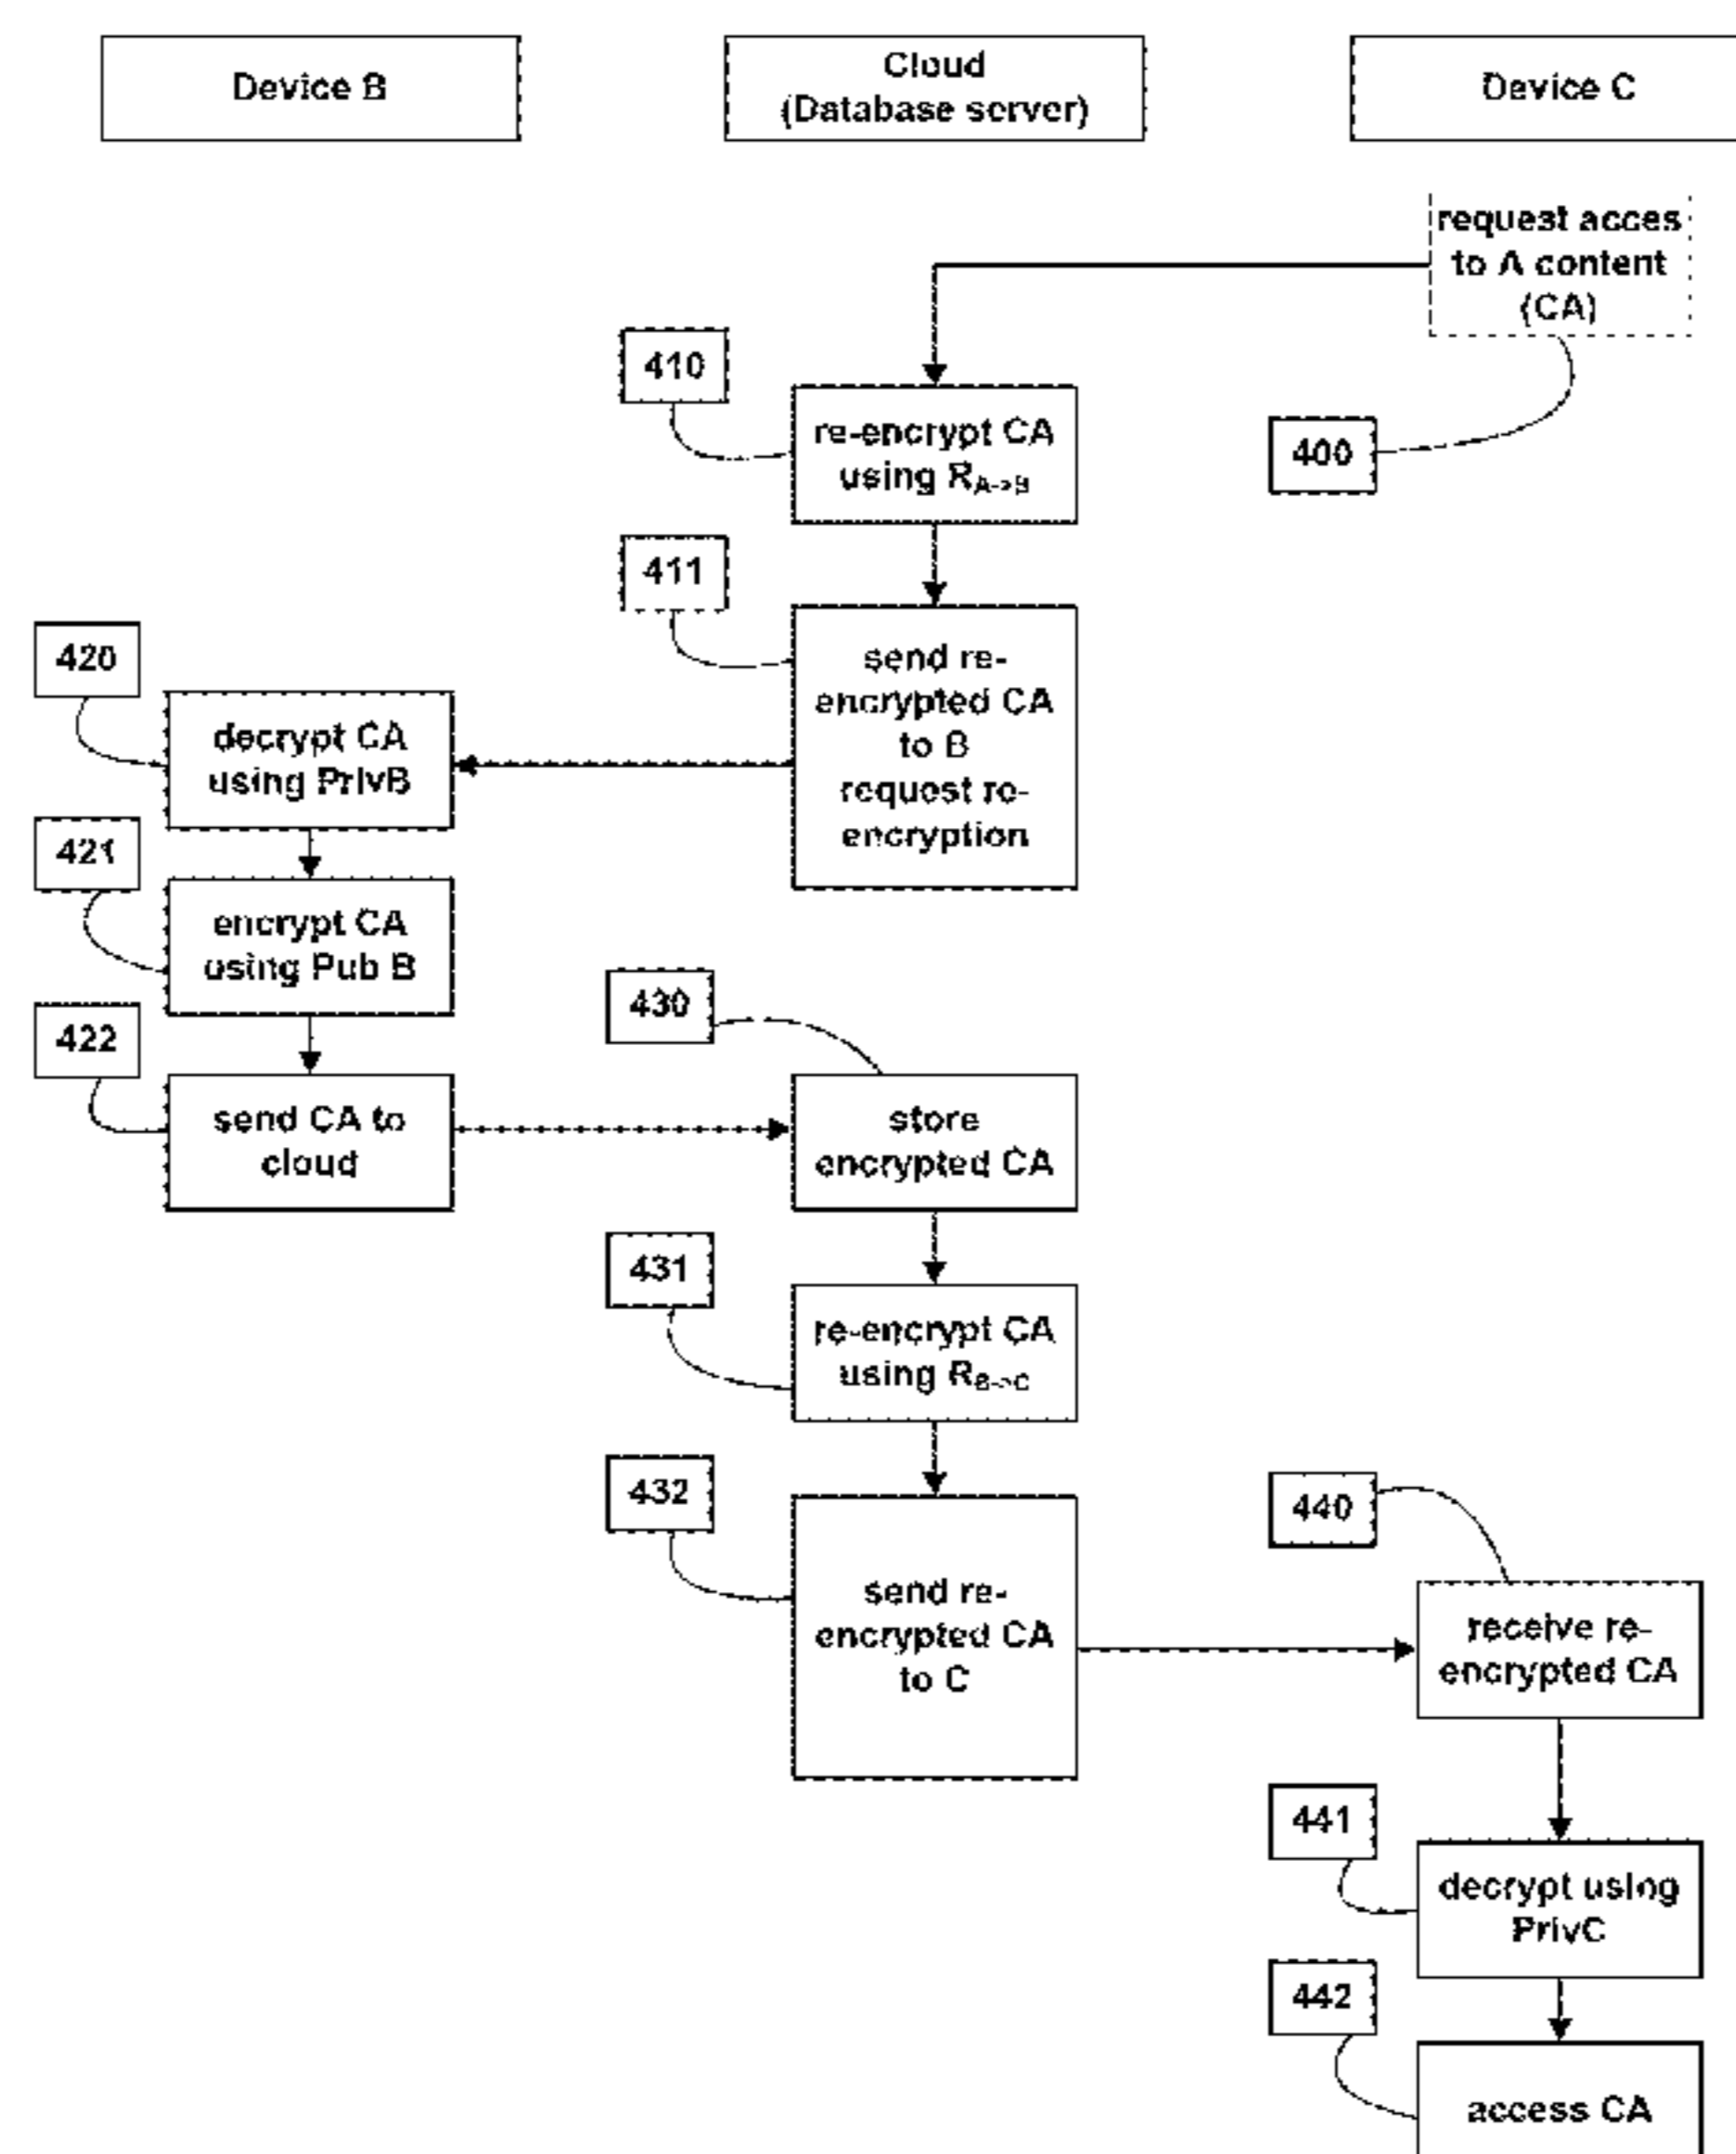 Device B
Cloud
(Database server)
Device C
request acces
to A content
(CA)
400
410
re-encrypt CA
using RA->B
411
send re-
encrypted CA
to B
request re-
encryption
420
decrypt CA
using PrivB
421
encrypt CA
using Pub B
422
send CA to
cloud
430
store
encrypted CA
431
re-encrypt CA
using RB->C
432
send re-
encrypted CA
to C
440
receive re-
encrypted CA
441
decrypt using
PrivC
442
access CA